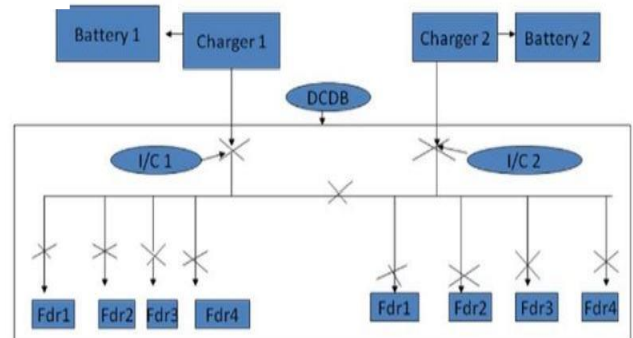 Battery 1
Charger 1
Charger 2
Battery 2
DCDB
I/C 1
I/C 2
Fdr1
Fdr2
Fdr3
Fdr4
Fdr1
Fdr2
Fdr3
Fdr4